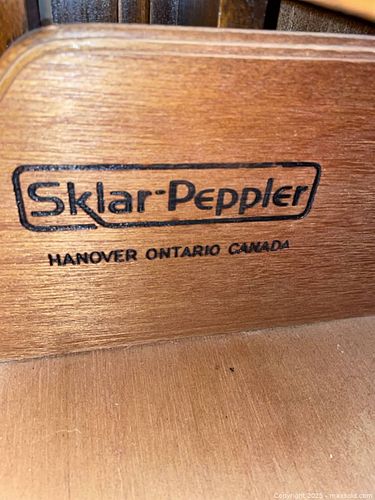 Sklar-Peppler
HANOVER ONTARIO CANADA
Copyright 2025 - maxsold.com